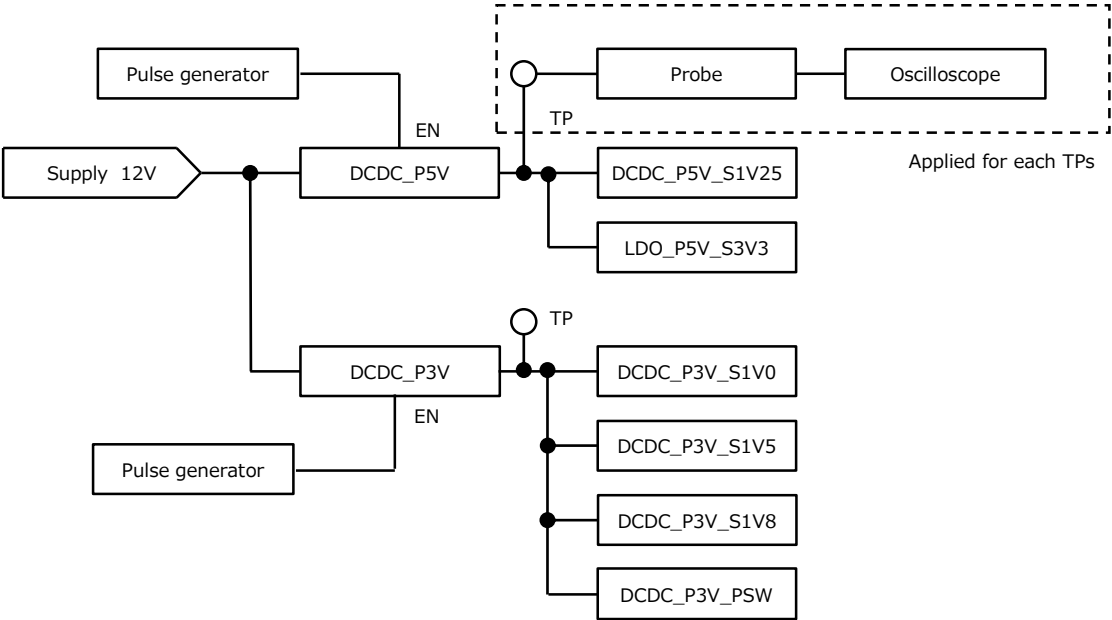 Pulse generator
Probe
Oscilloscope
TP
EN
Applied for each TPs
Supply 12V
DCDC_P5V
DCDC_P5V_S1V25
LDO_P5V_S3V3
TP
DCDC_P3V
DCDC_P3V_S1V0
EN
DCDC_P3V_S1V5
Pulse generator
DCDC_P3V_S1V8
DCDC_P3V_PSW